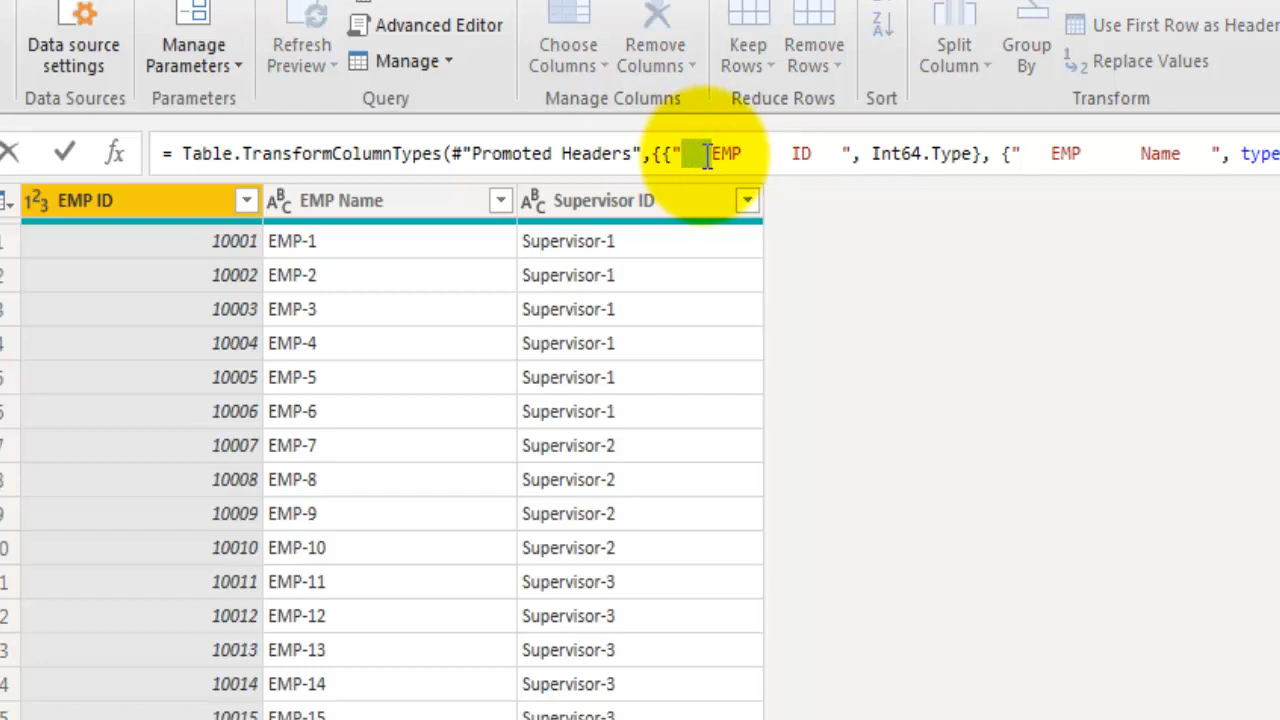 Data source settings
Manage Parameters
Refresh Preview
Advanced Editor
Manage
Choose Columns
Remove Columns
Keep Rows
Remove Rows
Split Column
Group By
Use First Row as Header
Replace Values
Data Sources
Parameters
Query
Manage Columns
Reduce Rows
Sort
Transform
fx = Table.TransformColumnTypes(#"Promoted Headers",{{"   EMP     ID   ", Int64.Type}, {"   EMP      Name   ", type
EMP ID EMP Name Supervisor ID
10001 EMP-1 Supervisor-1
10002 EMP-2 Supervisor-1
10003 EMP-3 Supervisor-1
10004 EMP-4 Supervisor-1
10005 EMP-5 Supervisor-1
10006 EMP-6 Supervisor-1
10007 EMP-7 Supervisor-2
10008 EMP-8 Supervisor-2
10009 EMP-9 Supervisor-2
10010 EMP-10 Supervisor-2
10011 EMP-11 Supervisor-3
10012 EMP-12 Supervisor-3
10013 EMP-13 Supervisor-3
10014 EMP-14 Supervisor-3
10015 EMP-15 Supervisor-3